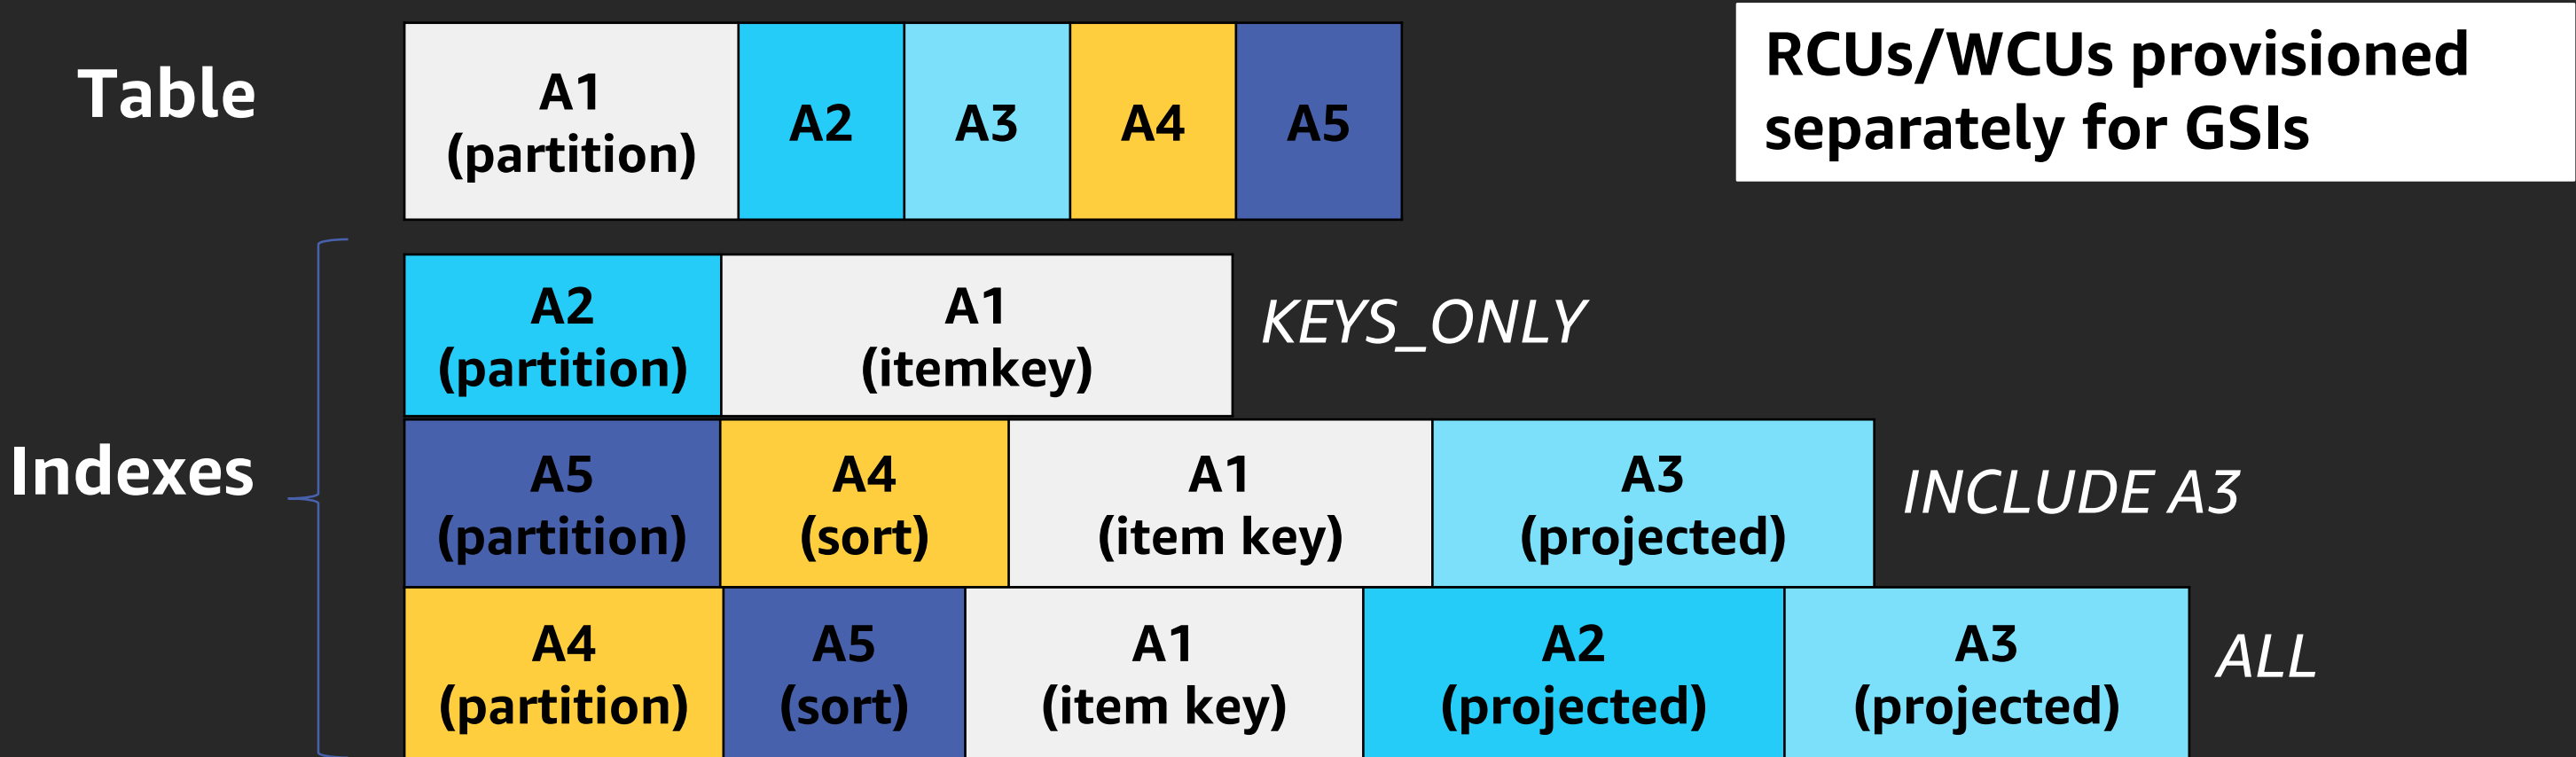 Table
A1
(partition)
A2
A3
A4
A5
RCUs/WCUs provisioned
separately for GSIs
Indexes
A2
(partition)
A1
(itemkey)
KEYS_ONLY
A5
(partition)
A4
(sort)
A1
(item key)
A3
(projected)
INCLUDE A3
A4
(partition)
A5
(sort)
A1
(item key)
A2
(projected)
A3
(projected)
ALL